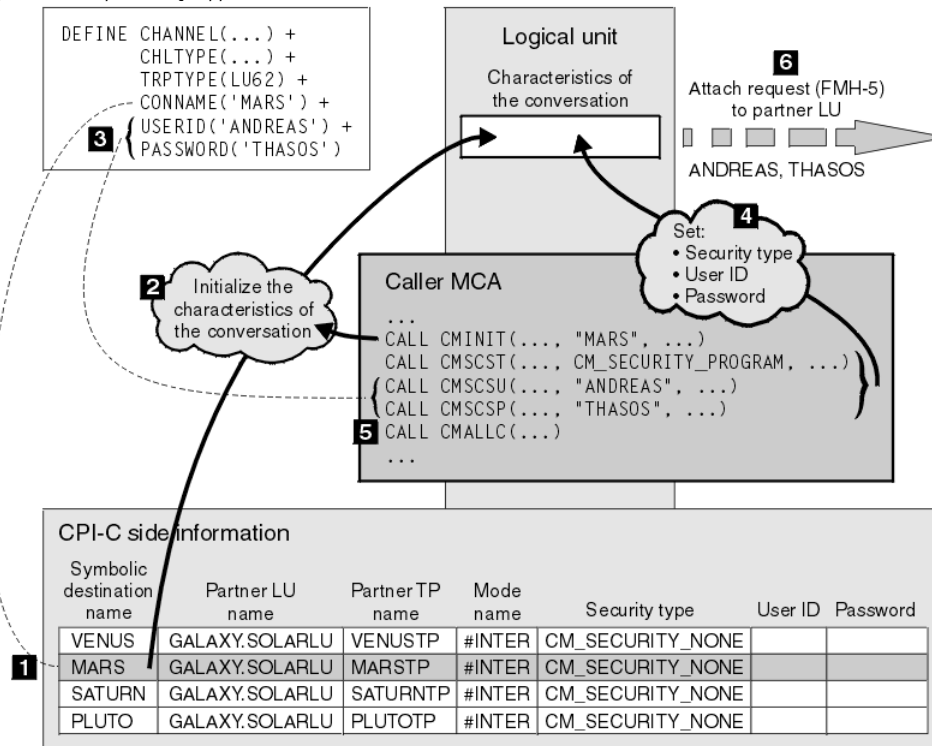 DEFINE CHANNEL(...) +
CHLTYPE(...) +
TRPTYPE(LU62) +
CONNAME('MARS') +
3
USERID('ANDREAS') +
PASSWORD('THASOS')
Logical unit
Characteristics of
the conversation
6
Attach request (FMH-5)
to partner LU
ANDREAS, THASOS
4
Set:
• Security type
• User ID
• Password
2
Initialize the
characteristics of
the conversation
Caller MCA
...
CALL CMINIT(..., "MARS", ...)
CALL CMSCST(..., CM_SECURITY_PROGRAM, ...)
CALL CMSCSU(..., "ANDREAS", ...)
CALL CMSCSP(..., "THASOS", ...)
5 CALL CMALLC(...)
...
CPI-C side information
Symbolic destination name Partner LU name Partner TP name Mode name Security type User ID Password
VENUS GALAXY.SOLARLU VENUSTP #INTER CM_SECURITY_NONE
1 MARS GALAXY.SOLARLU MARSTP #INTER CM_SECURITY_NONE
SATURN GALAXY.SOLARLU SATURNTP #INTER CM_SECURITY_NONE
PLUTO GALAXY.SOLARLU PLUTOTP #INTER CM_SECURITY_NONE